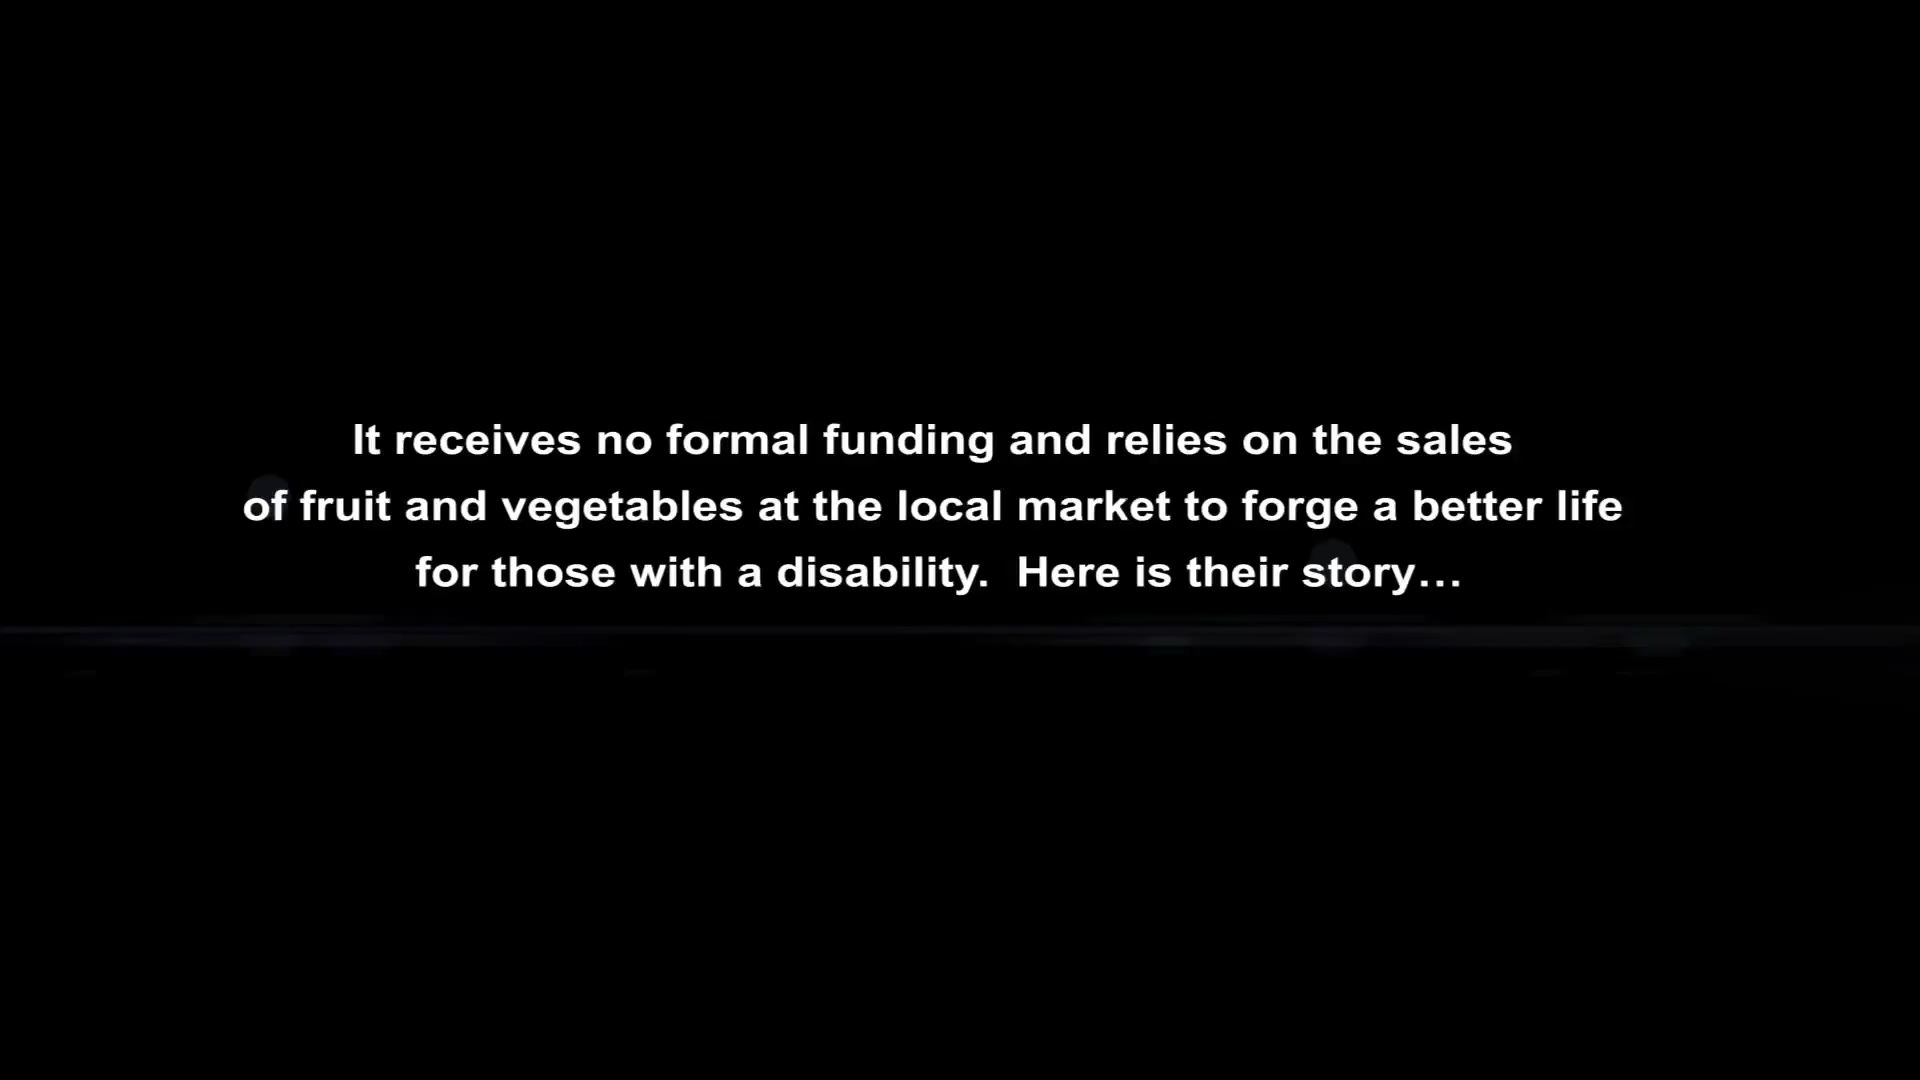 It receives no formal funding and relies on the sales
of fruit and vegetables at the local market to forge a better life
for those with a disability.  Here is their story…